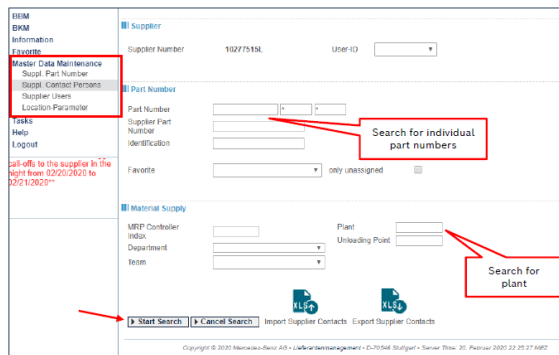 BBM
BKM
Information
Favorite
Master Data Maintenance
Suppl. Part Number
Suppl. Contact Persons
Supplier Users
Location-Parameter
Tasks
Help
Logout
call-offs to the supplier in the
night from 02/20/2020 to
02/21/2020**
Supplier
Supplier Number 10277515L User-ID
Part Number
Part Number * *
Supplier Part
Number
Identification
Search for individual
part numbers
Favorite only unassigned
Material Supply
MRP Controller
Index
Plant
Unloading Point
Department
Team
Search for
plant
XLS XLS
Start Search Cancel Search Import Supplier Contacts Export Supplier Contacts
Copyright © 2020 Mercedes-Benz AG • Lieferantenmanagement • D-70546 Stuttgart • Server Time: 20. Februar 2020 22:25:27 MEZ